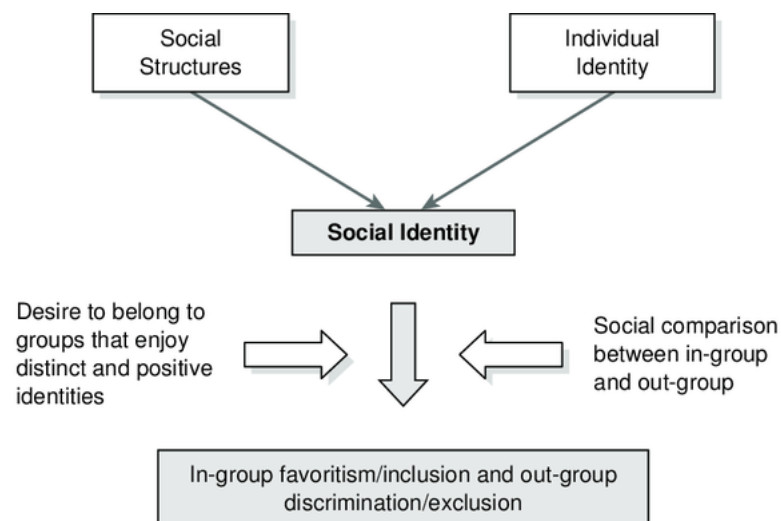 Social
Structures
Individual
Identity
Social Identity
Desire to belong to
groups that enjoy
distinct and positive
identities
Social comparison
between in-group
and out-group
In-group favoritism/inclusion and out-group
discrimination/exclusion